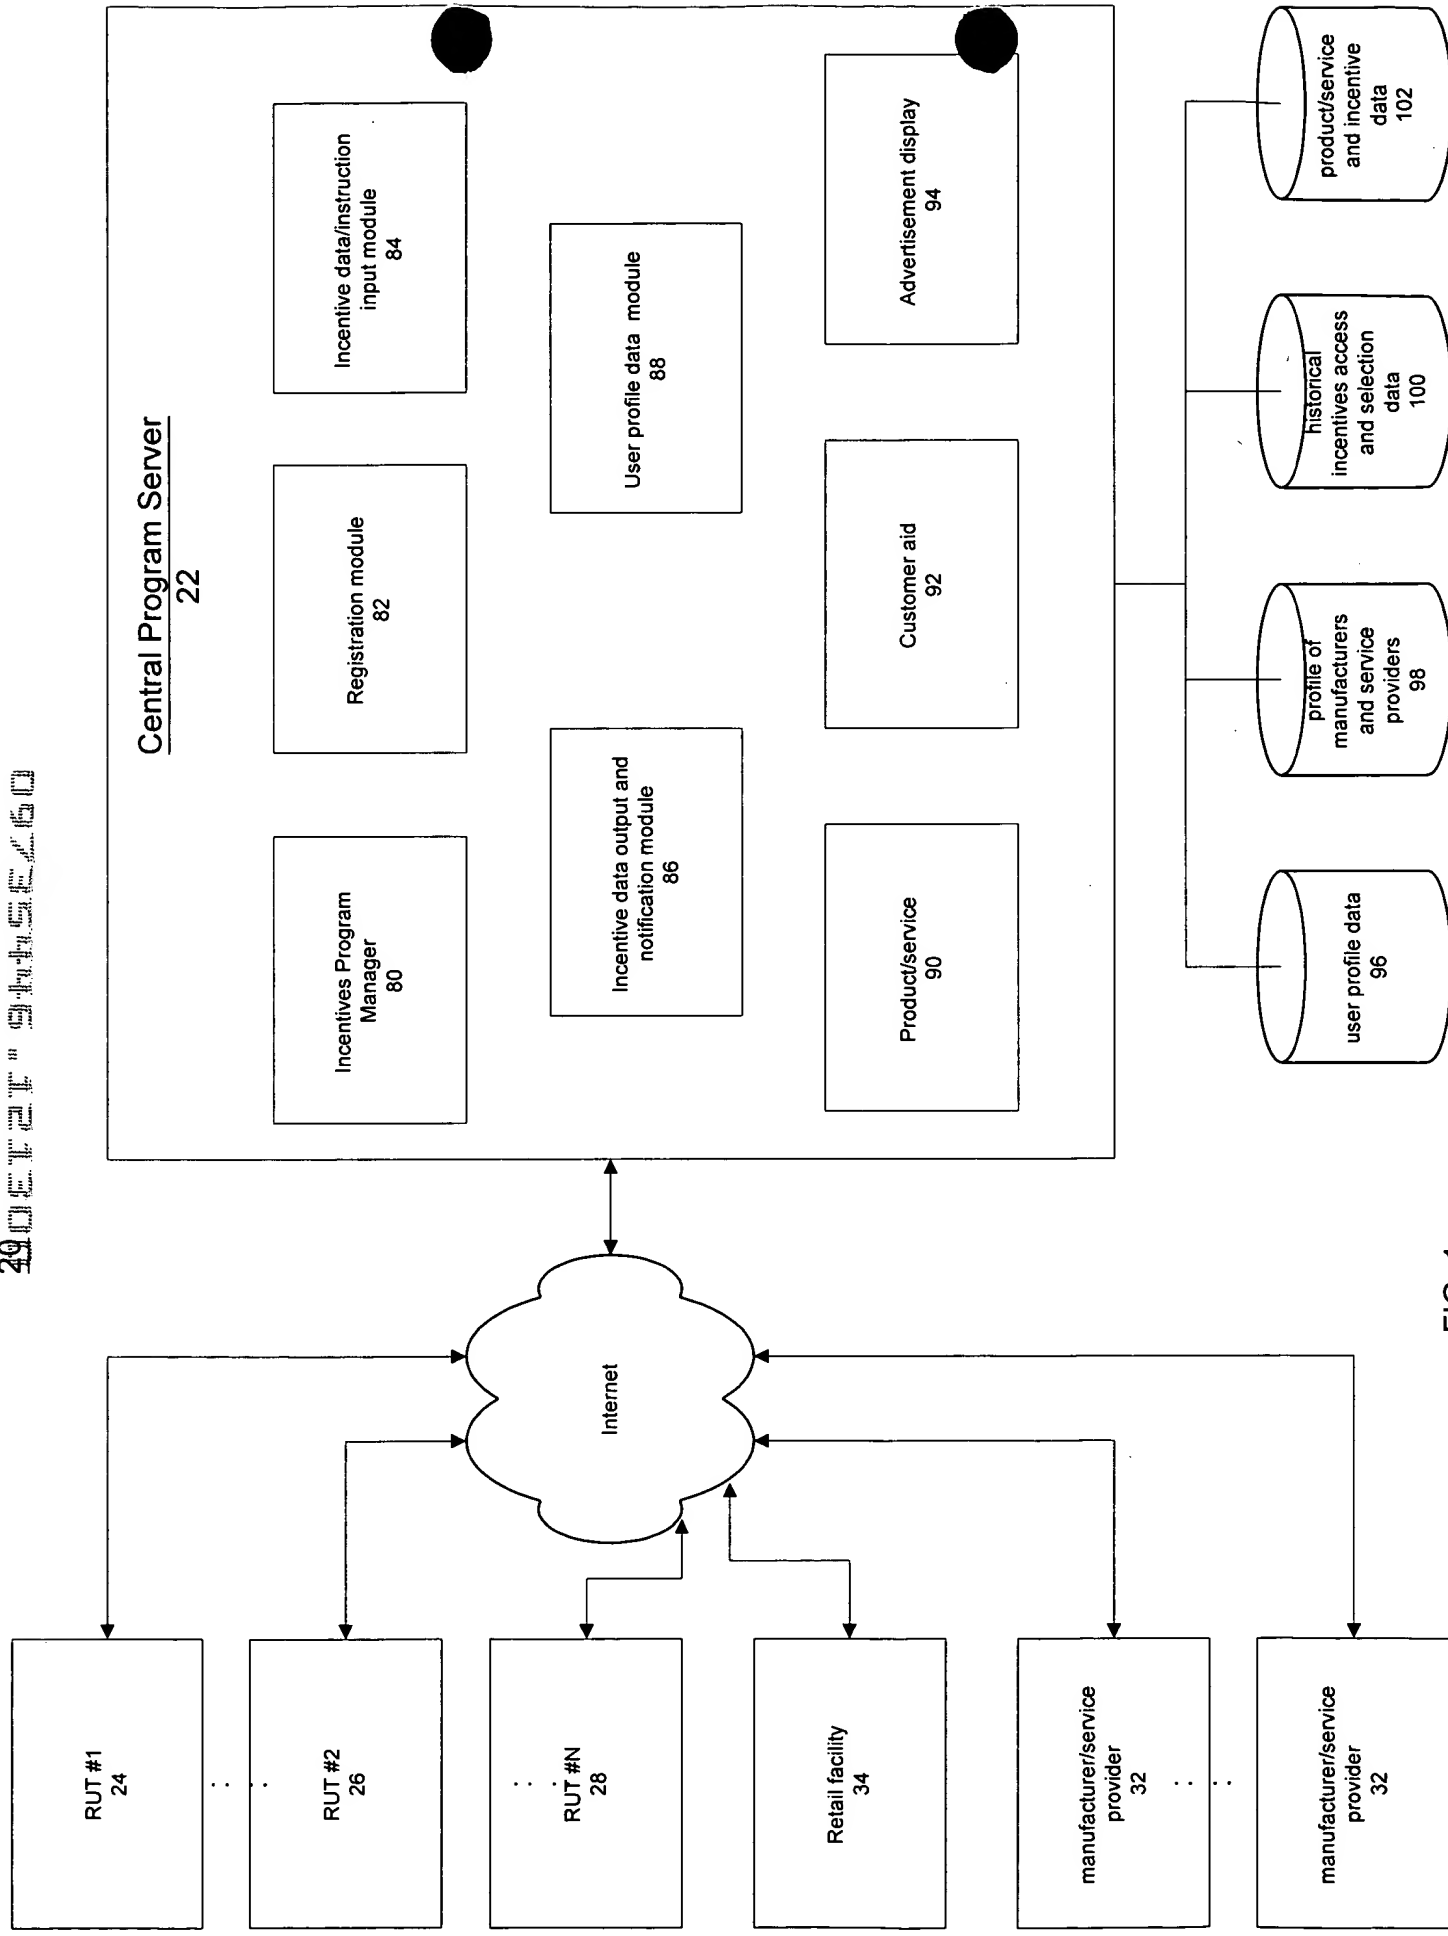 20
Central Program Server
22
Incentives Program
Manager
80
Registration module
82
Incentive data/instruction
input module
84
Incentive data output and
notification module
86
User profile data module
88
Product/service
90
Customer aid
92
Advertisement display
94
RUT #1
24
. . . .
RUT #2
26
. . . .
RUT #N
28
Retail facility
34
manufacturer/service
provider
32
. . . .
manufacturer/service
provider
32
Internet
user profile data
96
profile of
manufacturers
and service
providers
98
historical
incentives access
and selection
data
100
product/service
and incentive
data
102